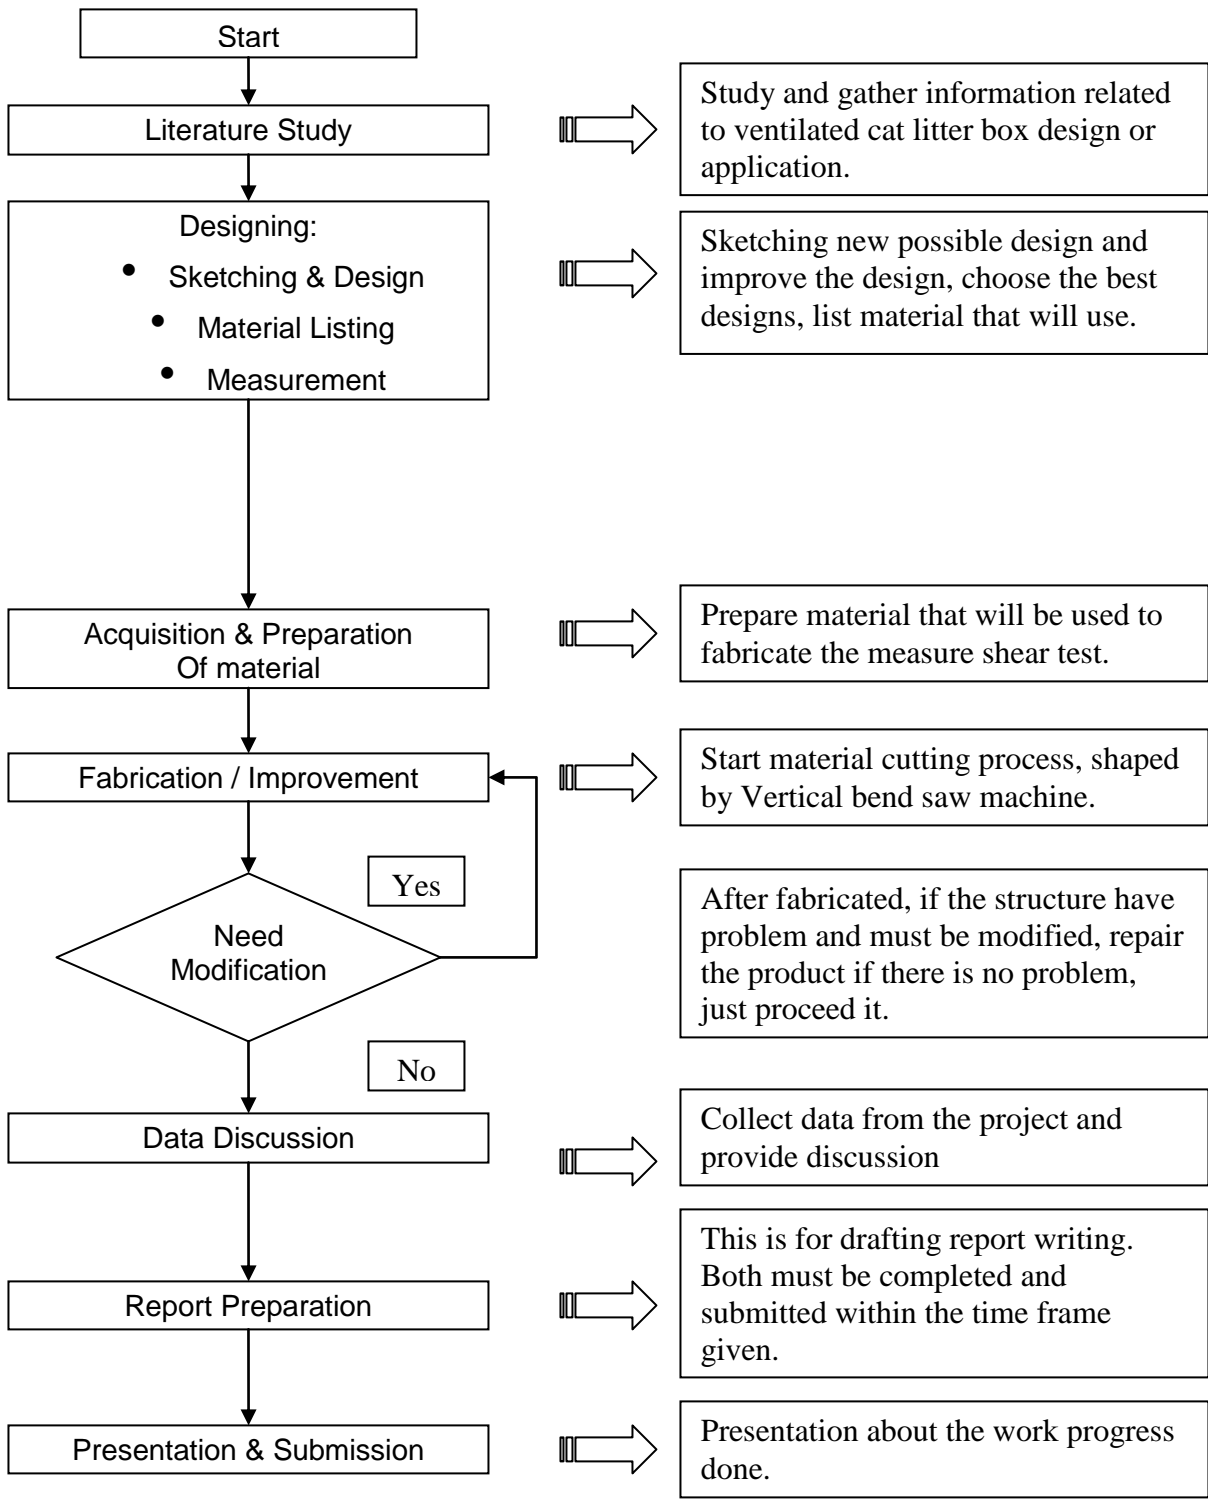 Start
Literature Study
Study and gather information related
to ventilated cat litter box design or
application.
Designing:
• Sketching & Design
• Material Listing
• Measurement
Sketching new possible design and
improve the design, choose the best
designs, list material that will use.
Acquisition & Preparation
Of material
Prepare material that will be used to
fabricate the measure shear test.
Fabrication / Improvement
Start material cutting process, shaped
by Vertical bend saw machine.
Yes
Need
Modification
After fabricated, if the structure have
problem and must be modified, repair
the product if there is no problem,
just proceed it.
No
Data Discussion
Collect data from the project and
provide discussion
Report Preparation
This is for drafting report writing.
Both must be completed and
submitted within the time frame
given.
Presentation & Submission
Presentation about the work progress
done.